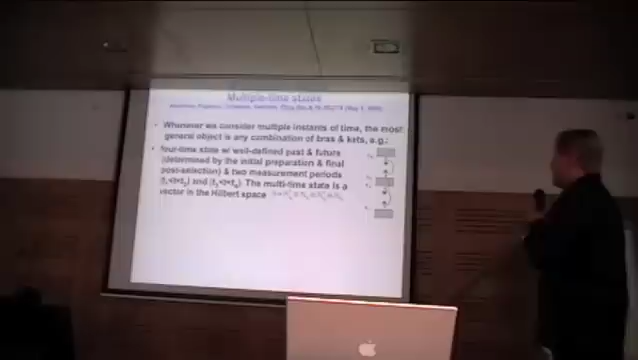 Multiple-time states
• Whenever we consider multiple instants of time, the most
general object is any combination of bras & kets, e.g.:
• four-time state w/ well-defined past & future
(determined by the initial preparation & final
post-selection) & two measurement periods
and The multi-time state is a
vector in the Hilbert space